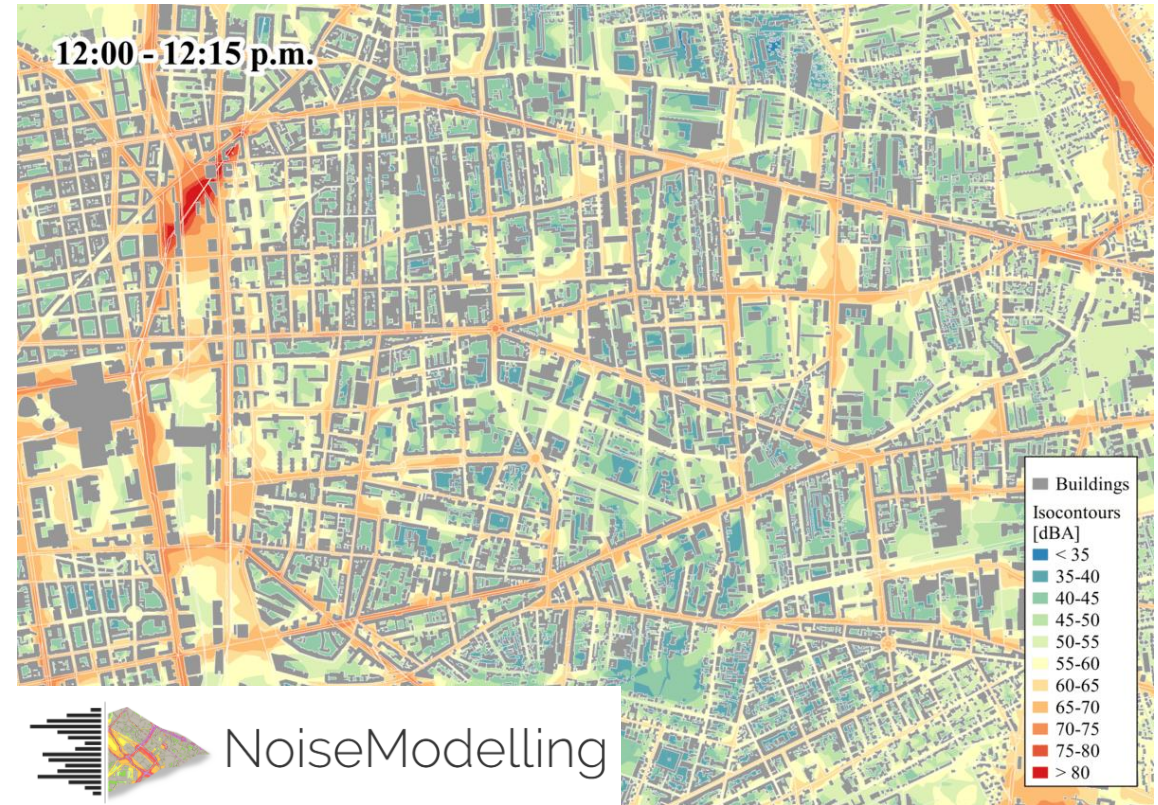 12:00 - 12:15 p.m.
Buildings
Isocontours
[dBA]
< 35
35-40
40-45
45-50
50-55
55-60
60-65
65-70
70-75
75-80
> 80
NoiseModelling